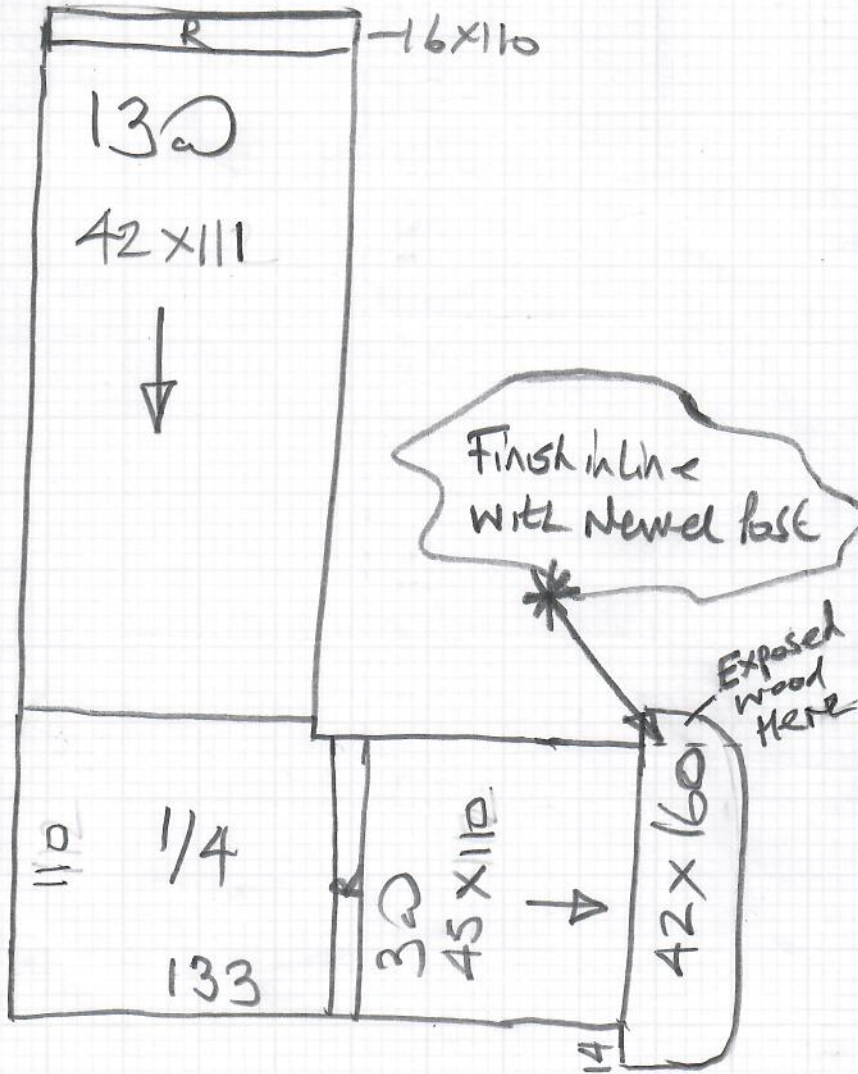 R
-16X110
13@
42X111
Finish in Line
with Newel Post
Exposed
wood
Here
110
1/4
133
R
3@
45X110
42X160
14